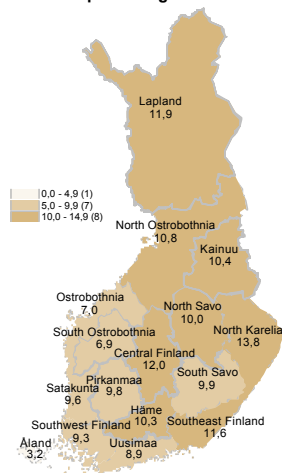 Lapland
11,9
0,0 - 4,9 (1)
5,0 - 9,9 (7)
10,0 - 14,9 (8)
North Ostrobothnia
10,8
Kainuu
10,4
Ostrobothnia
7,0
North Savo
10,0
South Ostrobothnia
6,9
North Karelia
13,8
Central Finland
12,0
South Savo
9,9
Pirkanmaa
9,8
Satakunta
9,6
Häme
10,3
Southeast Finland
11,6
Southwest Finland
9,3
Uusimaa
8,9
Åland
3,2